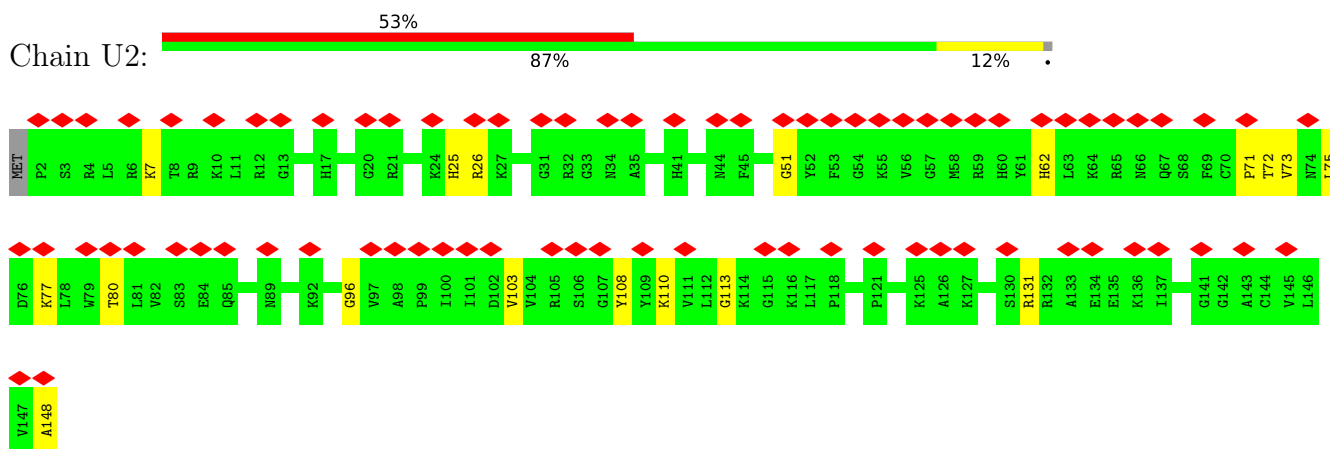 53%
Chain U2:
87% 12% •
MET P2 S3 R4 L5 R6 K7 T8 R9 K10 L11 R12 G13 H17 G20 R21 K24 H25 R26 K27 G31 R32 G33 N34 A35 H41 N44 F45 G51 Y52 F53 G54 K55 V56 G57 M58 R59 H60 Y61 H62 L63 K64 R65 N66 Q67 S68 F69 C70 P71 T72 V73 N74 L75
D76 K77 L78 W79 T80 L81 V82 S83 E84 Q85 N89 K92 G96 V97 A98 P99 I100 I101 D102 V103 V104 R105 S106 G107 Y108 Y109 K110 V111 L112 G113 K114 G115 K116 L117 P118 P121 K125 A126 K127 S130 R131 R132 A133 E134 E135 K136 I137 G141 G142 A143 C144 V145 L146
V147 A148